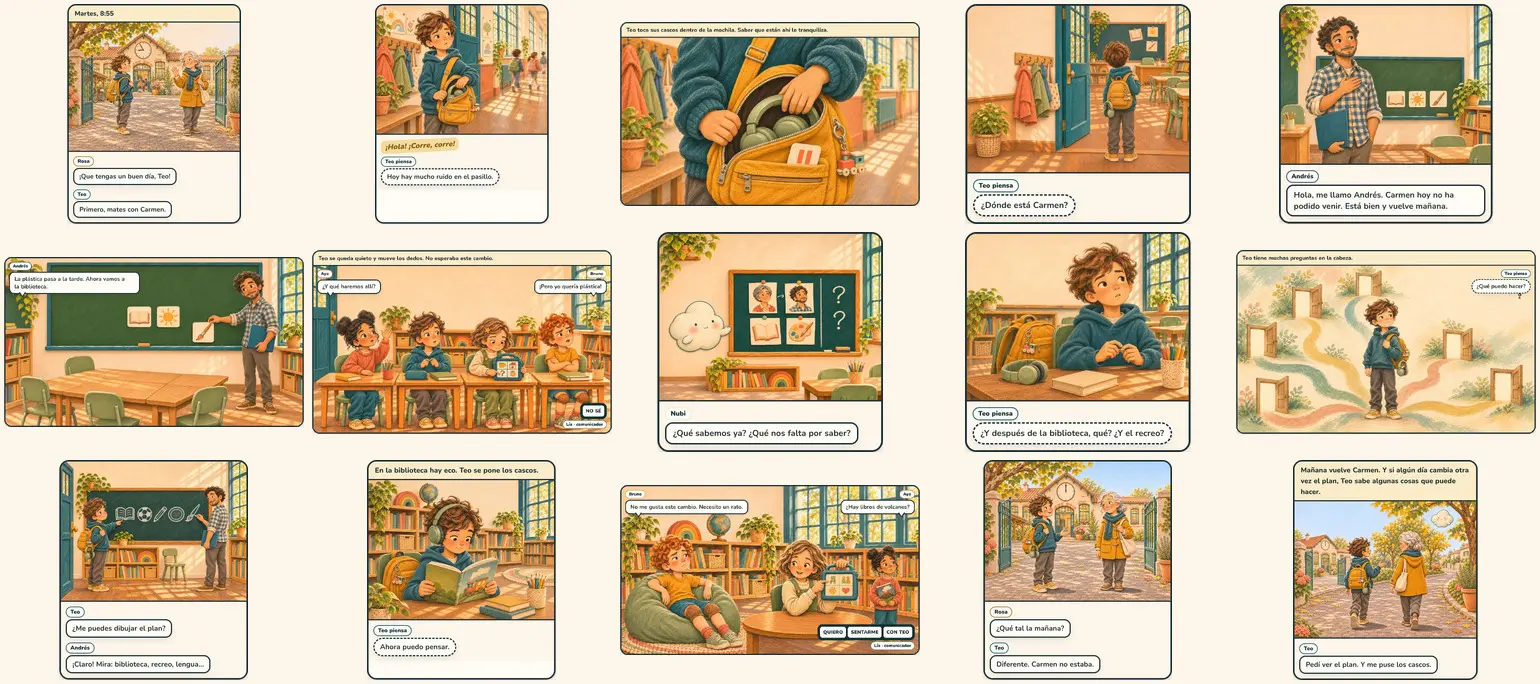 Martes, 8:55
Rosa
¡Que tengas un buen día, Teo!
Teo
Primero, mates con Carmen.
¡Hola! ¡Corre, corre!
Teo piensa
Hoy hay mucho ruido en el pasillo.
Teo toca sus cascos dentro de la mochila. Saber que están ahí lo tranquiliza.
Teo piensa
¿Dónde está Carmen?
Andrés
Hola, me llamo Andrés. Carmen hoy no ha
podido venir. Está bien y vuelve mañana.
Andrés
La plástica pasa a la tarde. Ahora vamos a
la biblioteca.
Teo se queda quieto y mueve los dedos. No esperaba este cambio.
Aya
¿Y qué haremos allí?
Bruno
¡Pero yo quería plástica!
NO SÉ
Lía · comunicador
? ?
Nubi
¿Qué sabemos ya? ¿Qué nos falta por saber?
Teo piensa
¿Y después de la biblioteca, qué? ¿Y el recreo?
Teo tiene muchas preguntas en la cabeza.
Teo piensa
¿Qué puedo hacer?
Teo
¿Me puedes dibujar el plan?
Andrés
¡Claro! Mira: biblioteca, recreo, lengua...
En la biblioteca hay eco. Teo se pone los cascos.
Teo piensa
Ahora puedo pensar.
Bruno
No me gusta este cambio. Necesito un rato.
Aya
¿Hay libros de volcanes?
QUIERO SENTARME CON TEO
Lía · comunicador
Rosa
¿Qué tal la mañana?
Teo
Diferente. Carmen no estaba.
Mañana vuelve Carmen. Y si algún día cambia otra
vez el plan, Teo sabe algunas cosas que puede
hacer.
Teo
Pedí ver el plan. Y me puse los cascos.